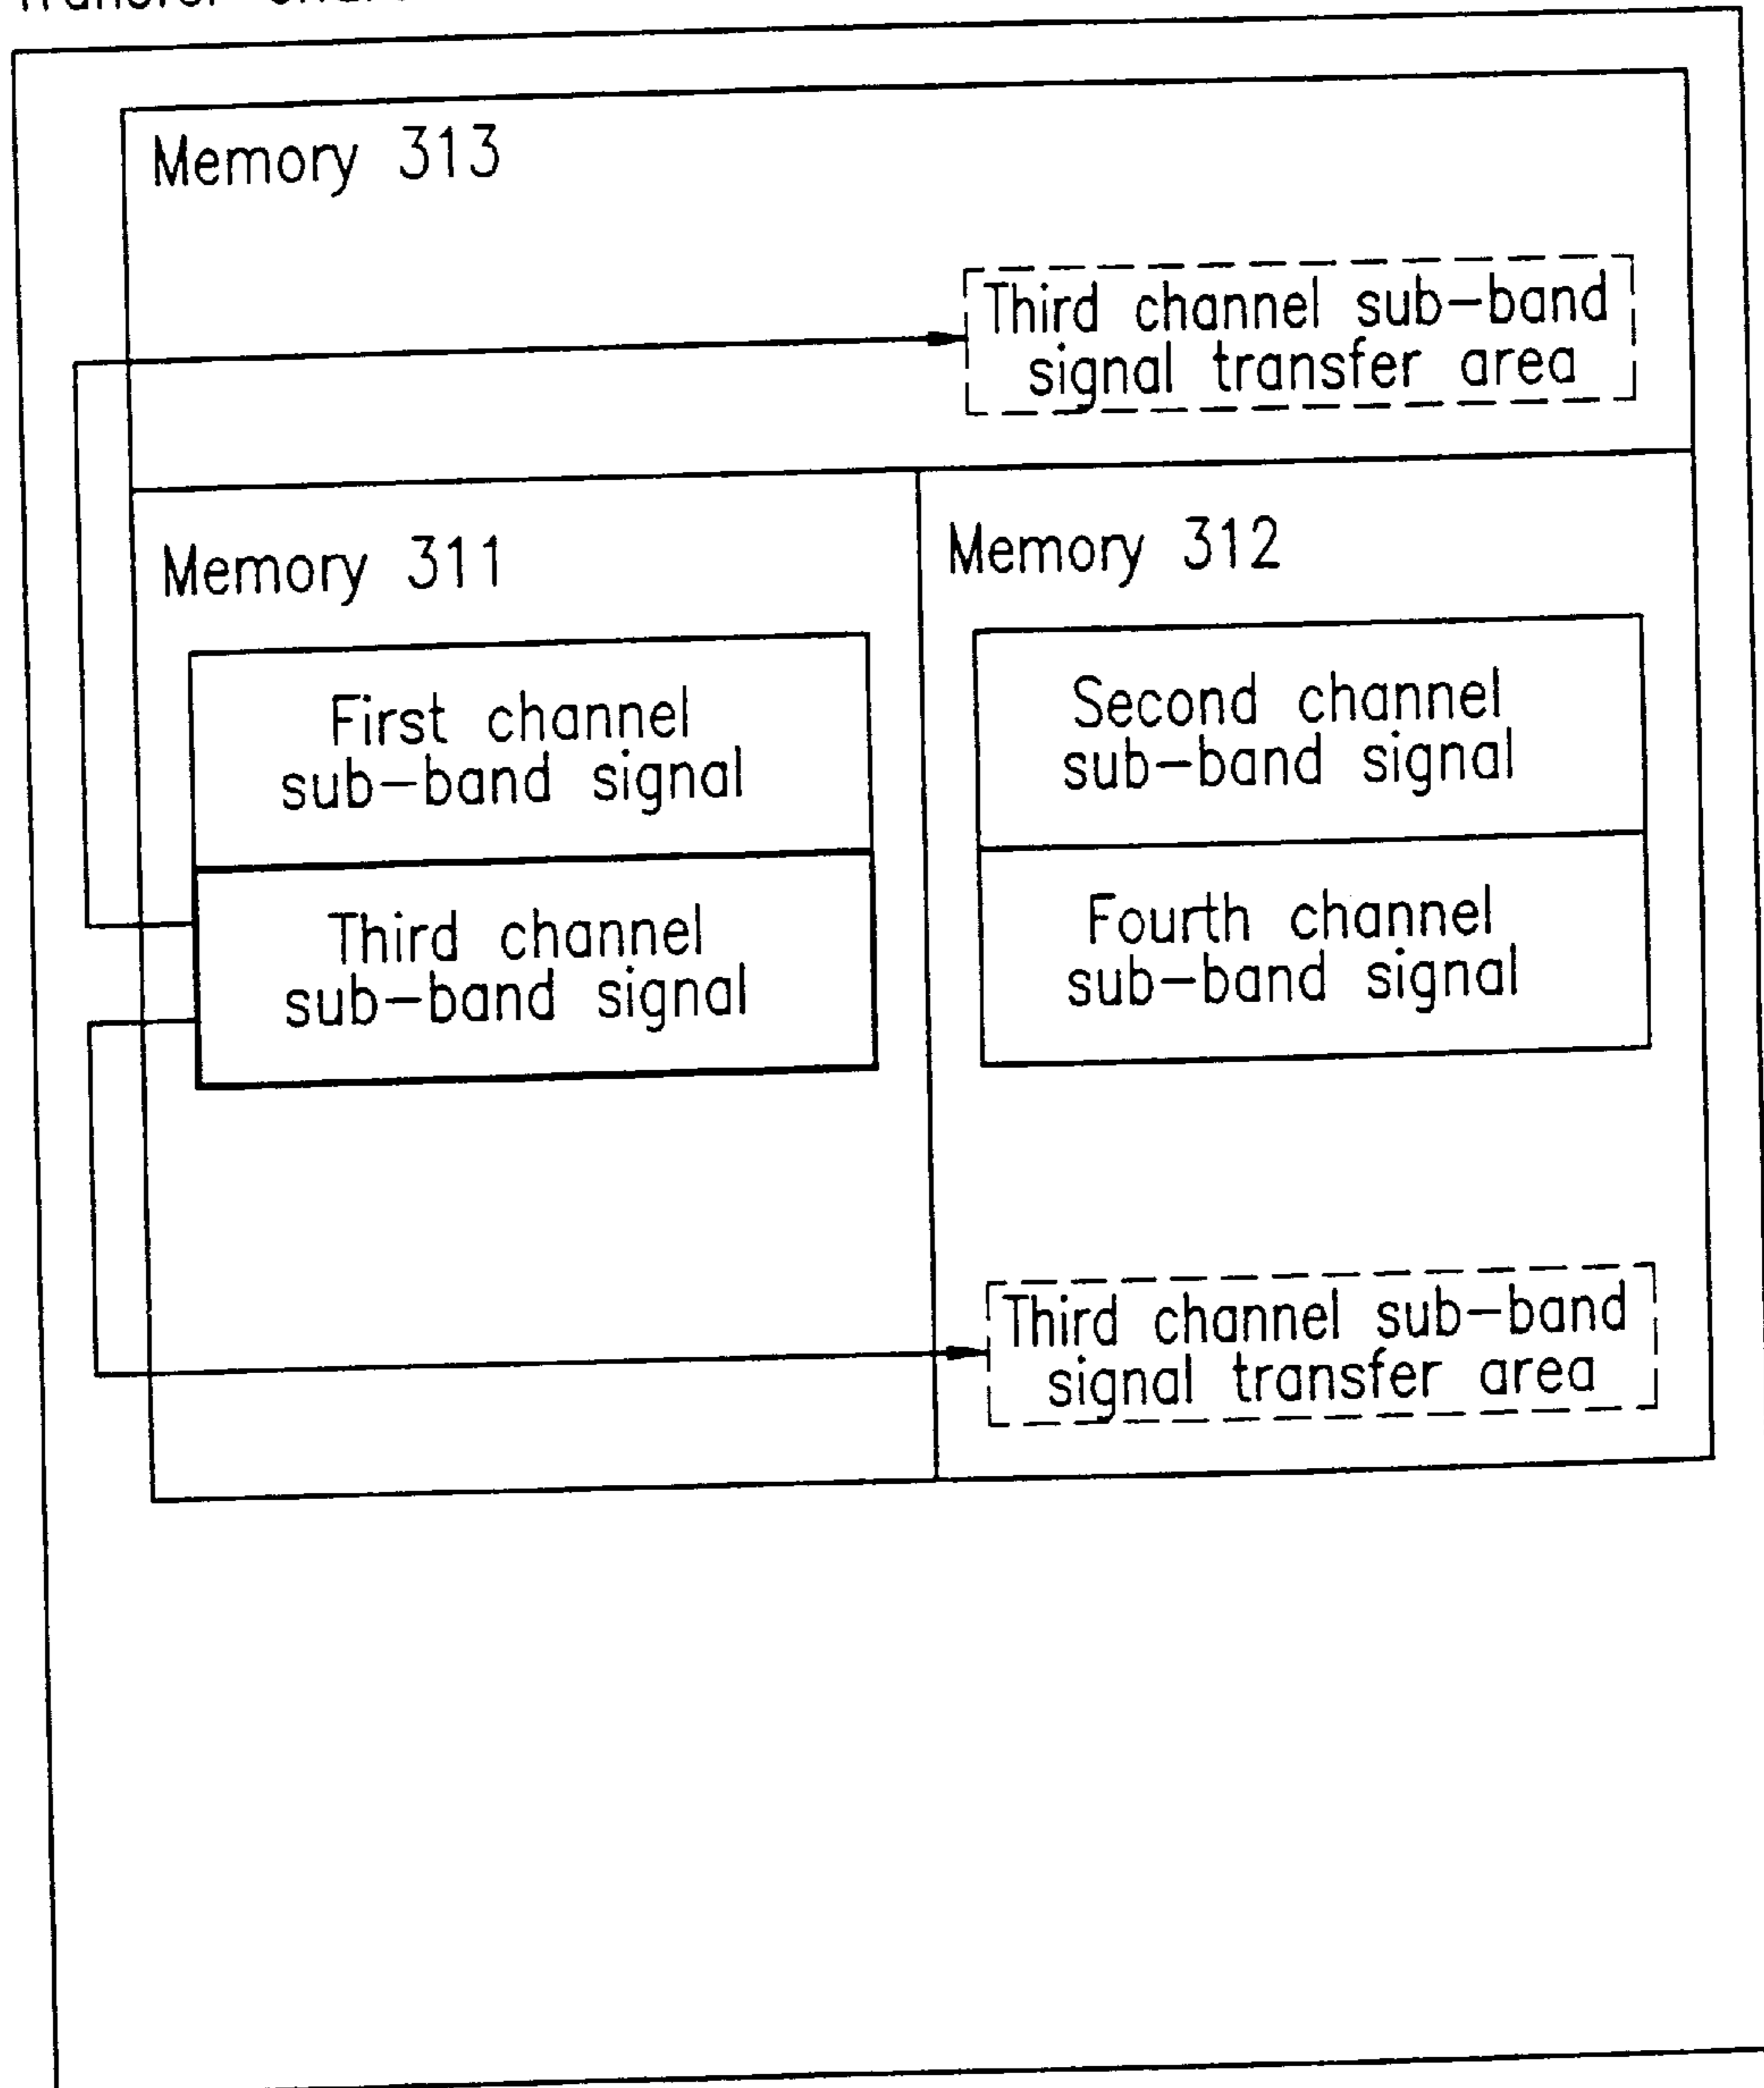 Memory 313
Third channel sub-band
signal transfer area
Memory 311
Memory 312
First channel
sub-band signal
Second channel
sub-band signal
Third channel
sub-band signal
Fourth channel
sub-band signal
Third channel sub-band
signal transfer area